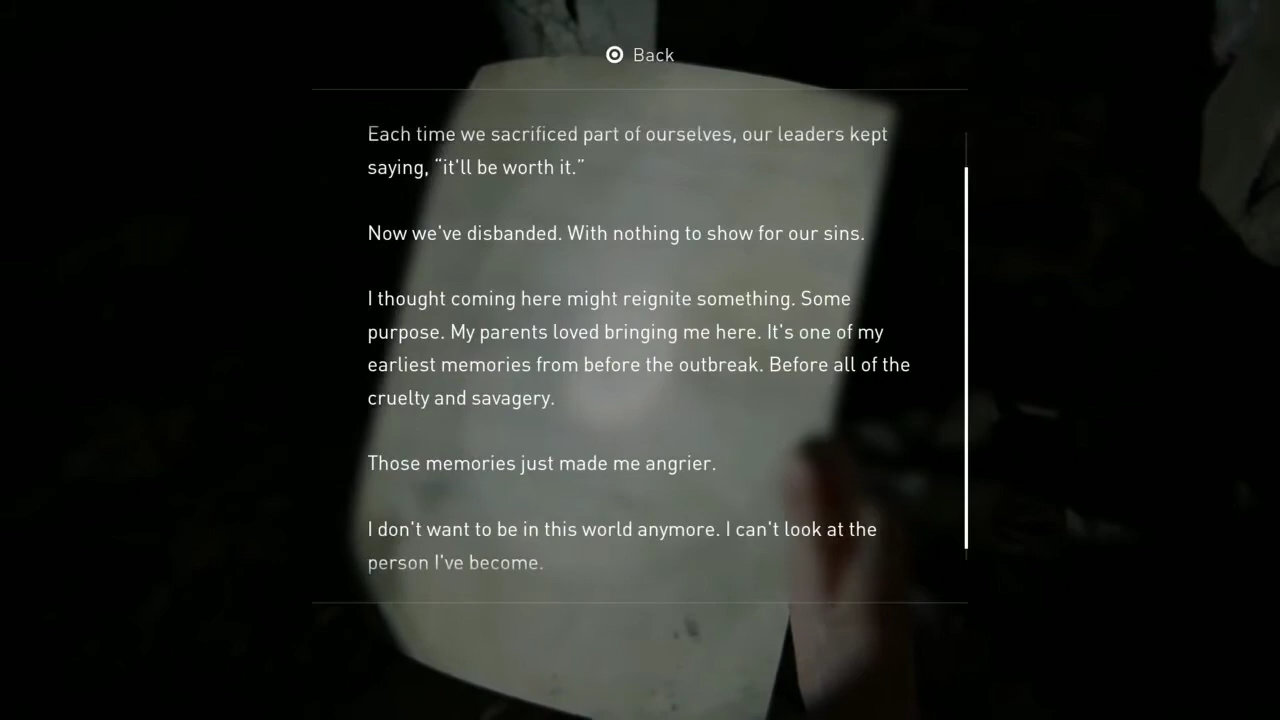 Back
Each time we sacrificed part of ourselves, our leaders kept
saying, “it'll be worth it.”
Now we've disbanded. With nothing to show for our sins.
I thought coming here might reignite something. Some
purpose. My parents loved bringing me here. It's one of my
earliest memories from before the outbreak. Before all of the
cruelty and savagery.
Those memories just made me angrier.
I don't want to be in this world anymore. I can't look at the
person I've become.